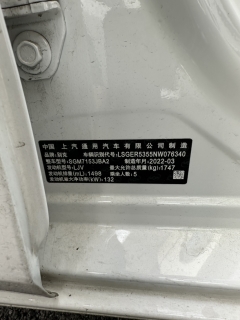 中国 上汽通用汽车有限公司 制造
品牌:别克 车辆识别代号:LSGER5355NW076340
整车型号:SGM7153JBA2 制造年月:2022-03
发动机型号:LJV 最大允许总质量(kg):1747
发动机排量(mL):1498 乘坐人数:5
发动机最大净功率(kW):132